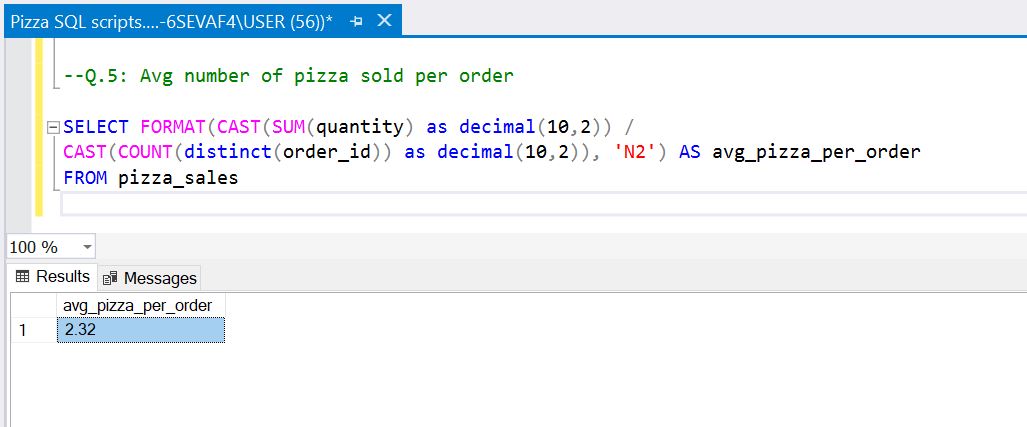 Pizza SQL scripts....-6SEVAF4\USER (56))*
--Q.5: Avg number of pizza sold per order
SELECT FORMAT(CAST(SUM(quantity) as decimal(10,2)) /
CAST(COUNT(distinct(order_id)) as decimal(10,2)), 'N2') AS avg_pizza_per_order
FROM pizza_sales
100 %
Results Messages
avg_pizza_per_order
1 2.32